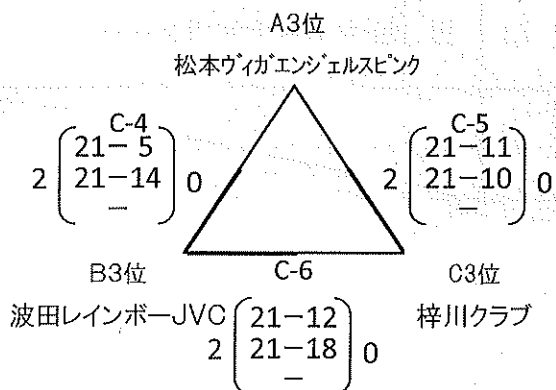 A3位
松本ヴィガエンジェルスピンク
C-4
2 21－5 0
21－14
－
C-5
2 21－11 0
21－10
－
B3位
C-6
C3位
波田レインボーJVC
梓川クラブ
2 21－12 0
21－18
－